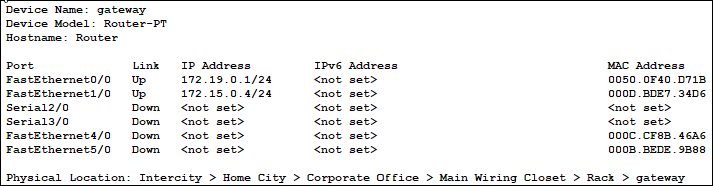 Device Name: gateway
Device Model: Router-PT
Hostname: Router
Port Link IP Address IPv6 Address MAC Address
FastEthernet0/0 Up 172.19.0.1/24 <not set> 0050.0F40.D71B
FastEthernet1/0 Up 172.15.0.4/24 <not set> 000D.BDE7.34D6
Serial2/0 Down <not set> <not set> <not set>
Serial3/0 Down <not set> <not set> <not set>
FastEthernet4/0 Down <not set> <not set> 000C.CF8B.46A6
FastEthernet5/0 Down <not set> <not set> 000B.BEDE.9B88
Physical Location: Intercity > Home City > Corporate Office > Main Wiring Closet > Rack > gateway